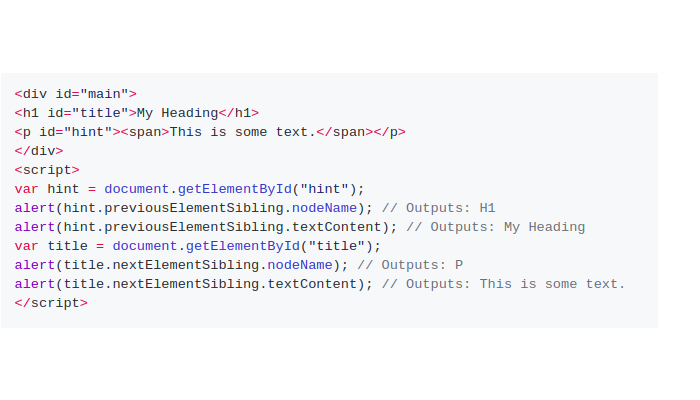 <div id="main">
<h1 id="title">My Heading</h1>
<p id="hint"><span>This is some text.</span></p>
</div>
<script>
var hint = document.getElementById("hint");
alert(hint.previousElementSibling.nodeName); // Outputs: H1
alert(hint.previousElementSibling.textContent); // Outputs: My Heading
var title = document.getElementById("title");
alert(title.nextElementSibling.nodeName); // Outputs: P
alert(title.nextElementSibling.textContent); // Outputs: This is some text.
</script>